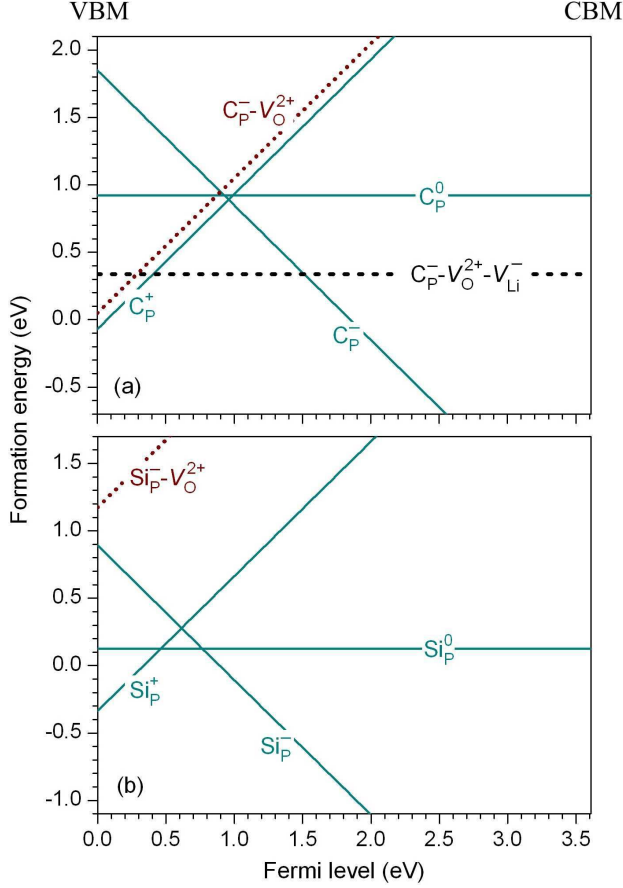 VBM CBM
2.0
C_P^−-V_O^2+
1.5
1.0
C_P^0
0.5
C_P^−-V_O^2+-V_Li^−
C_P^+
0.0
C_P^−
-0.5
(a)
Formation energy (eV)
1.5
Si_P^−-V_O^2+
1.0
0.5
Si_P^0
0.0
Si_P^+
-0.5
Si_P^−
-1.0
(b)
0.0 0.5 1.0 1.5 2.0 2.5 3.0 3.5
Fermi level (eV)